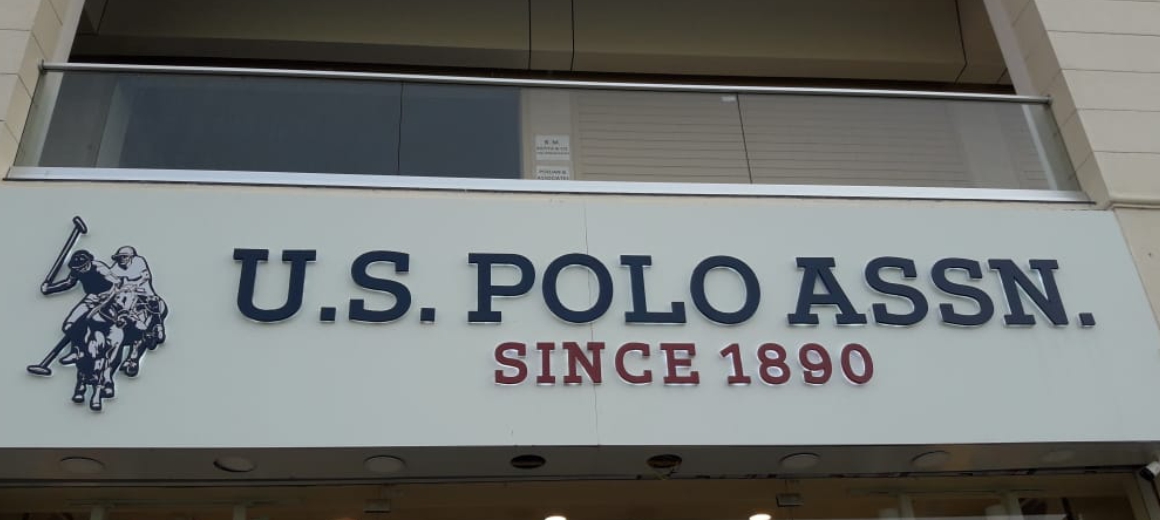 U.S. POLO ASSN.
SINCE 1890